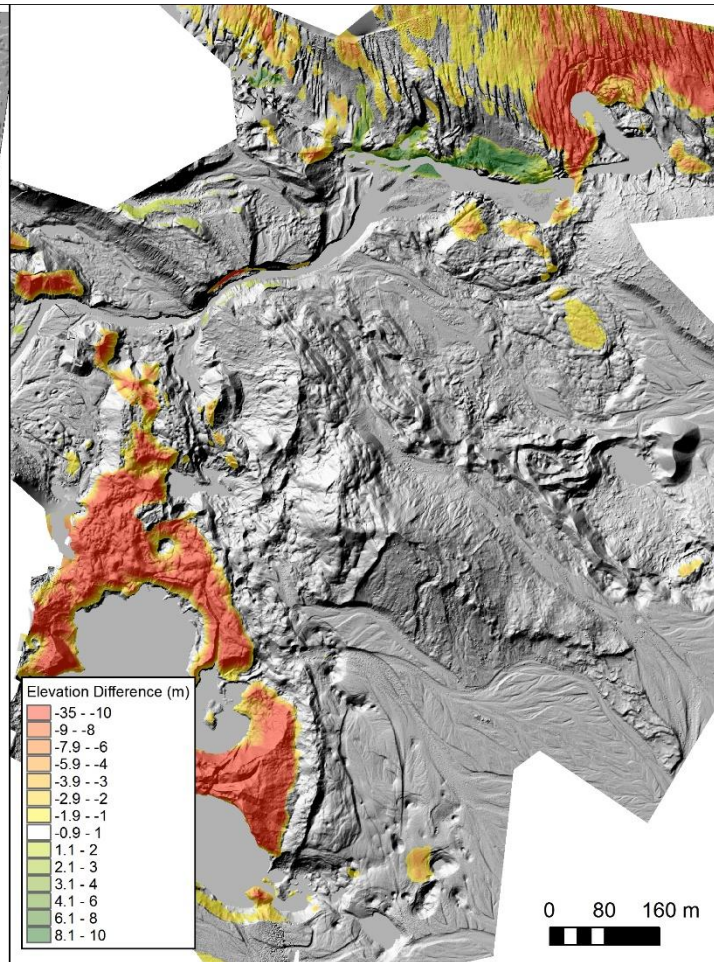 Elevation Difference (m)
-35 - -10
-9 - -8
-7.9 - -6
-5.9 - -4
-3.9 - -3
-2.9 - -2
-1.9 - -1
-0.9 - 1
1.1 - 2
2.1 - 3
3.1 - 4
4.1 - 6
6.1 - 8
8.1 - 10
0 80 160 m